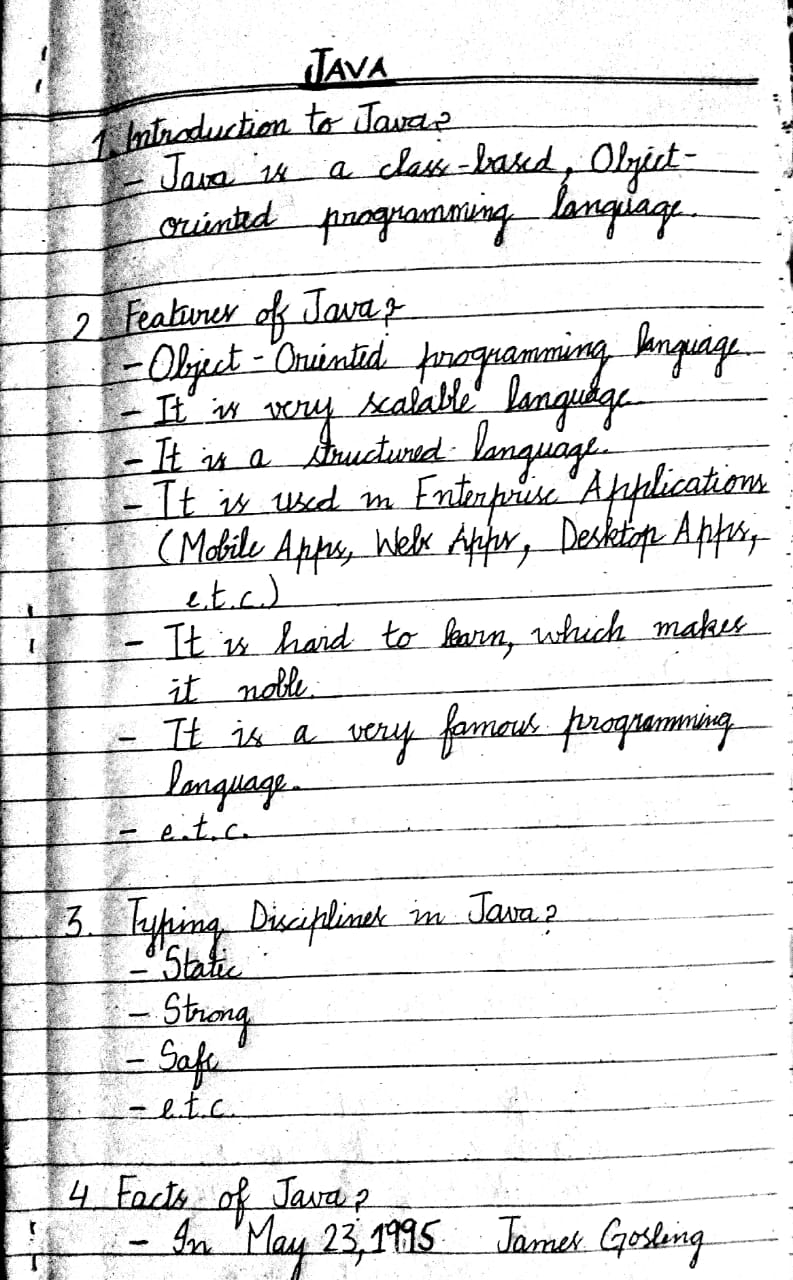 JAVA
1. Introduction to Java?
- Java is a class-based, Object-
oriented programming language.
2 Features of Java?
- Object-Oriented programming language
- It is very scalable language
- It is a structured language.
- It is used in Enterprise Applications
(Mobile Apps, Web Apps, Desktop Apps,
e.t.c.)
- It is hard to learn, which makes
it noble.
- It is a very famous programming
language.
- e.t.c.
3. Typing Disciplines in Java?
- Static
- Strong
- Safe
- e.t.c.
4 Facts of Java?
- In May 23, 1995 James Gosling